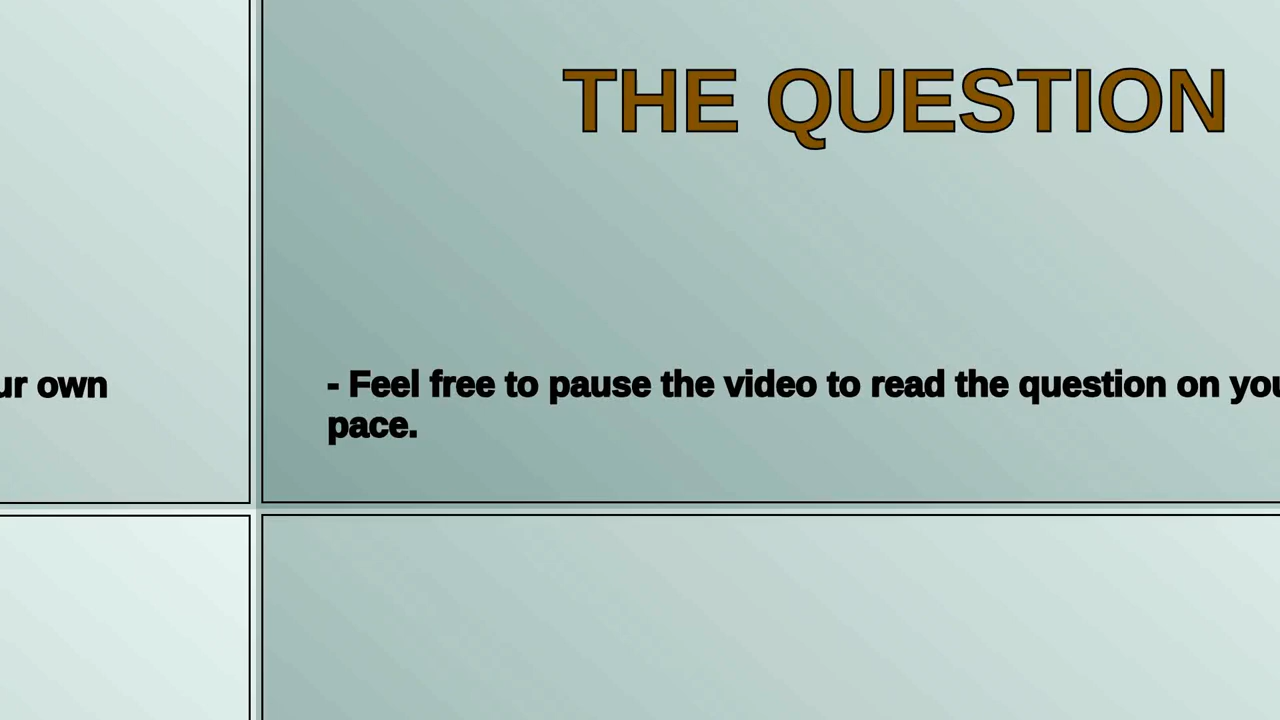 THE QUESTION
ur own
- Feel free to pause the video to read the question on you
pace.